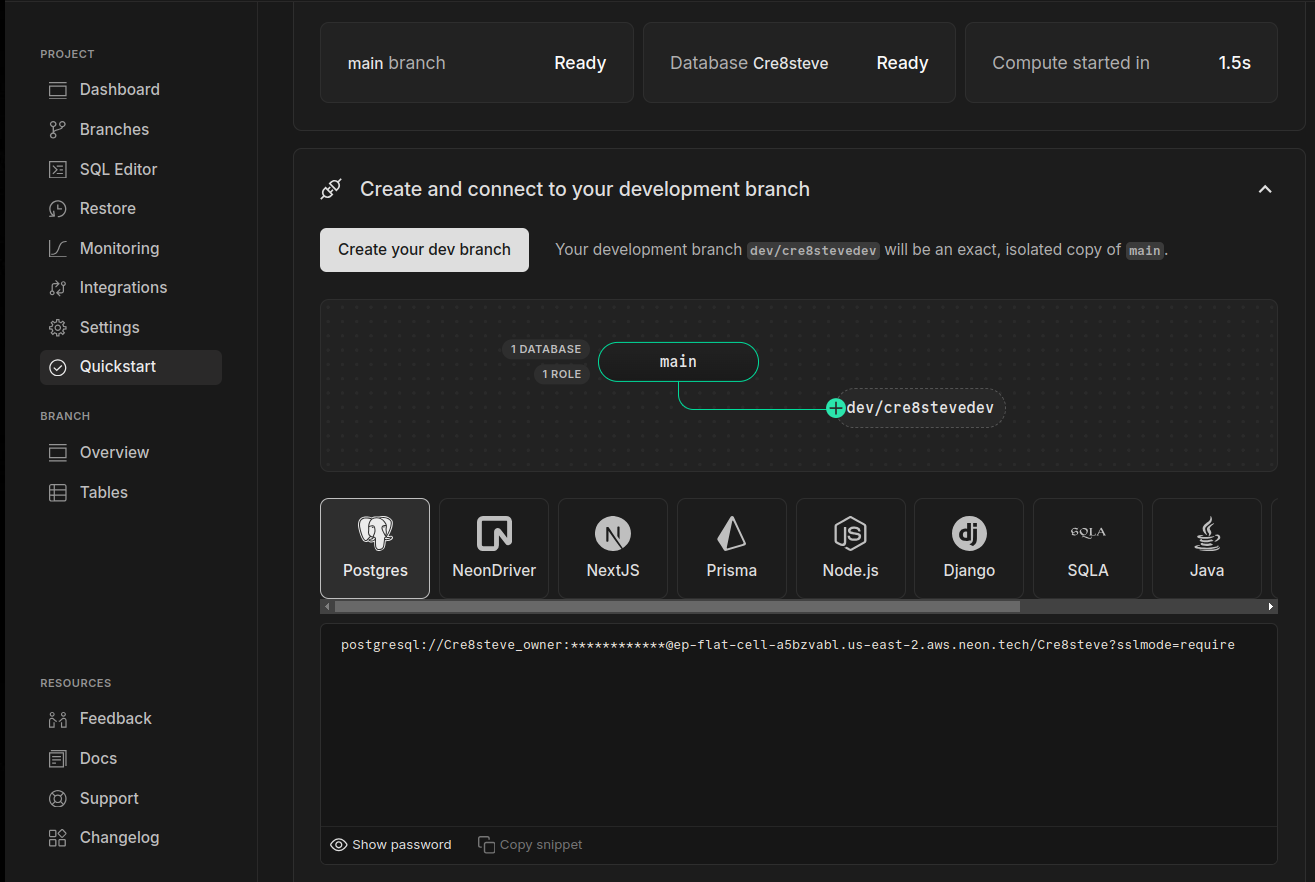 PROJECT
Dashboard
Branches
SQL Editor
Restore
Monitoring
Integrations
Settings
Quickstart
BRANCH
Overview
Tables
RESOURCES
Feedback
Docs
Support
Changelog
main branch Ready
Database Cre8steve Ready
Compute started in 1.5s
Create and connect to your development branch
Create your dev branch
Your development branch dev/cre8stevedev will be an exact, isolated copy of main.
1 DATABASE
1 ROLE
main
dev/cre8stevedev
Postgres
NeonDriver
N
NextJS
Prisma
JS
Node.js
dj
Django
SQLA
SQLA
Java
postgresql://Cre8steve_owner:************@ep-flat-cell-a5bzvabl.us-east-2.aws.neon.tech/Cre8steve?sslmode=require
Show password
Copy snippet